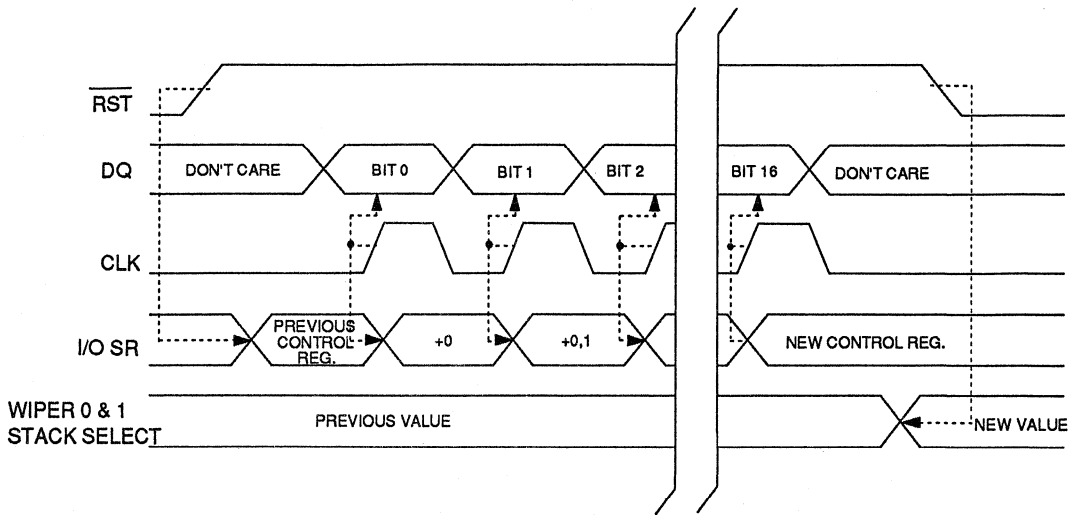 RST
DQ
DON'T CARE
BIT 0
BIT 1
BIT 2
BIT 16
DON'T CARE
CLK
I/O SR
PREVIOUS
CONTROL
REG.
+0
+0,1
NEW CONTROL REG.
WIPER 0 & 1
STACK SELECT
PREVIOUS VALUE
NEW VALUE